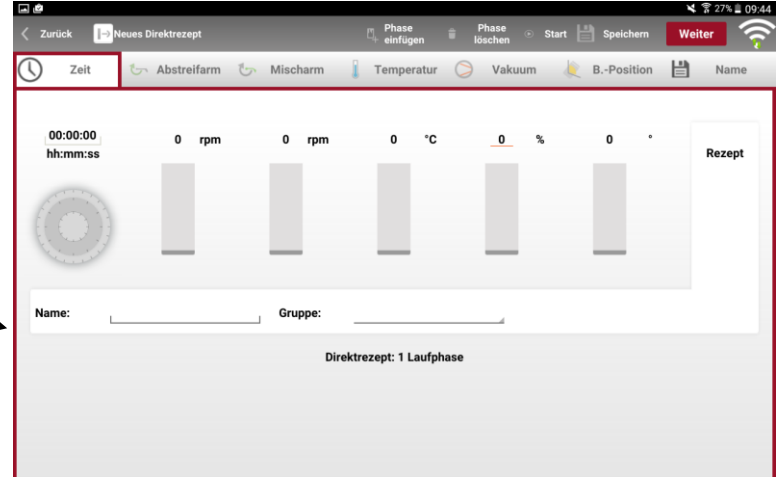 27% 09:44
Zurück Neues Direktrezept Phase einfügen Phase löschen Start Speichern Weiter
Zeit Abstreifarm Mischarm Temperatur Vakuum B.-Position Name
00:00:00 0 rpm 0 rpm 0 °C 0 % 0 °
hh:mm:ss Rezept
Name: Gruppe:
Direktrezept: 1 Laufphase